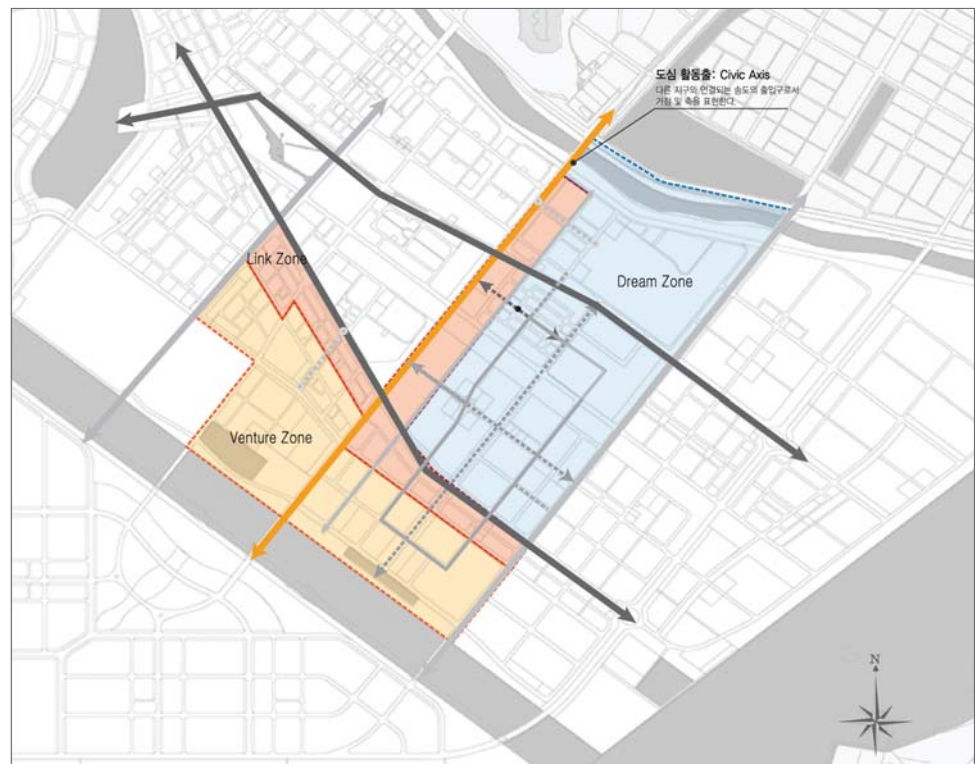 도심 활동축: Civic Axis
다른 지구와 연결되는 송도의 출입구로서
거점 및 축을 표현한다.
Link Zone
Dream Zone
Venture Zone
N